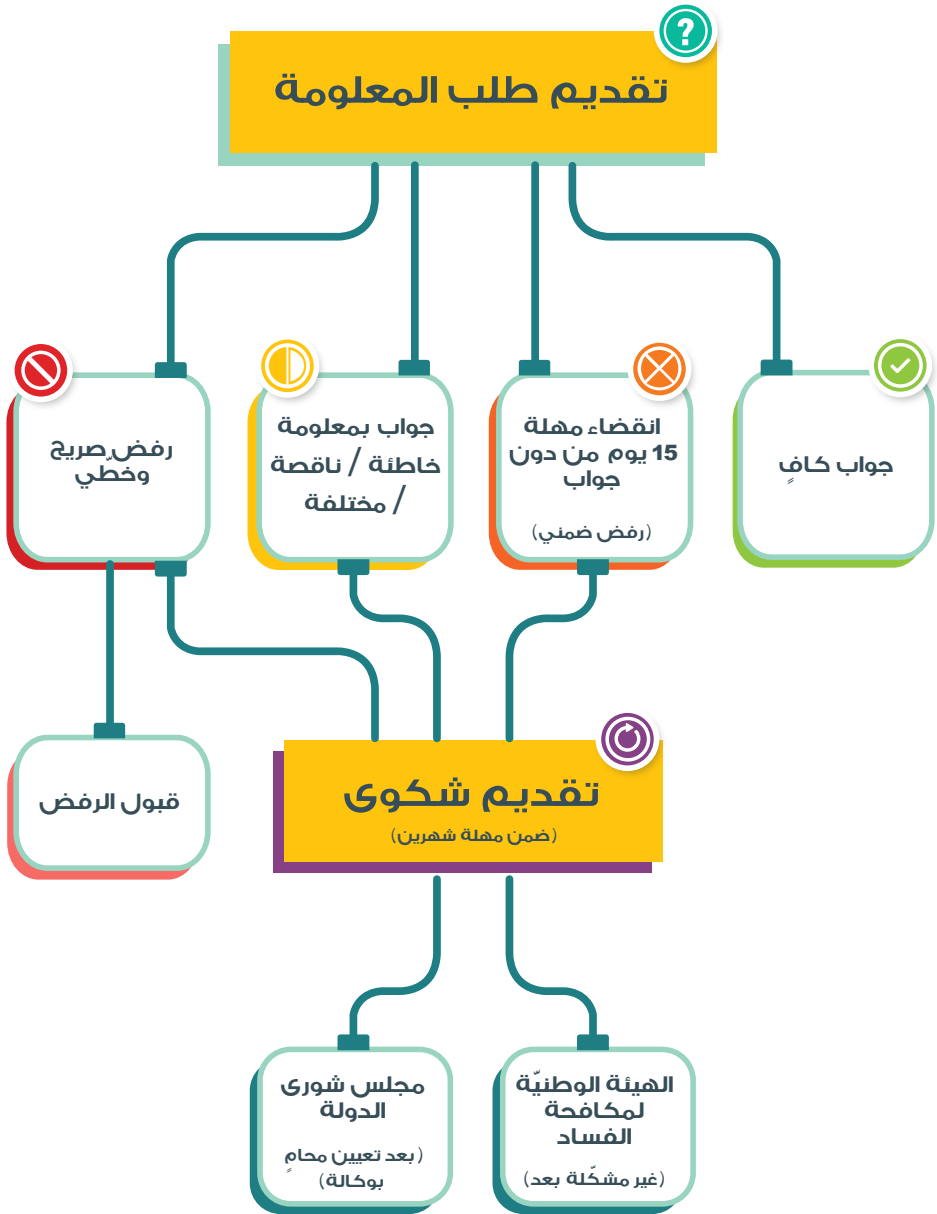 تقديم طلب المعلومة
جواب كافٍ
انقضاء مهلة
15 يوم من دون
جواب
(رفض ضمني)
جواب بمعلومة
خاطئة / ناقصة
/ مختلفة
رفض صريح
وخطّي
قبول الرفض
تقديم شكوى
(ضمن مهلة شهرين)
الهيئة الوطنيّة
لمكافحة
الفساد
(غير مشكّلة بعد)
مجلس شورى
الدولة
(بعد تعيين محامٍ
بوكالة)